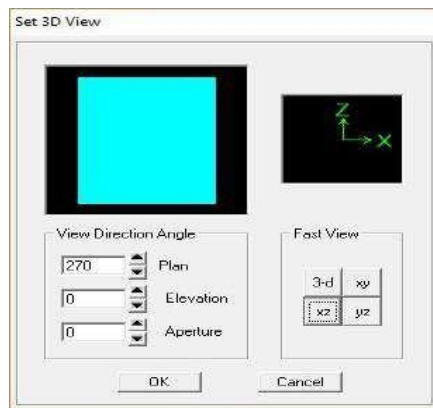 Set 3D View
Z
X
View Direction Angle
270 Plan
0 Elevation
0 Aperture
Fast View
3-d xy
xz yz
OK Cancel